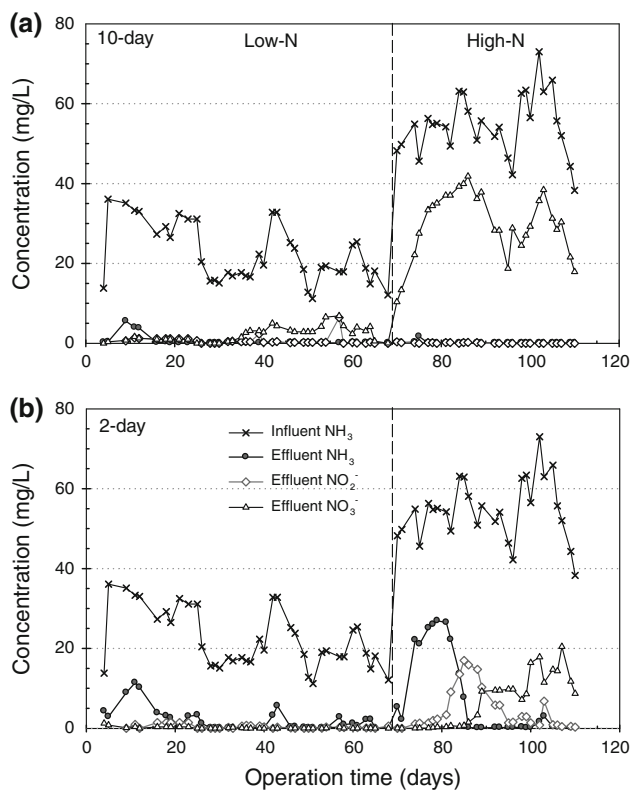 (a)
80
10-day
Low-N
High-N
60
Concentration (mg/L)
40
20
0
0
20
40
60
80
100
120
(b)
80
2-day
Influent NH₃
Effluent NH₃
Effluent NO₂⁻
Effluent NO₃⁻
60
Concentration (mg/L)
40
20
0
0
20
40
60
80
100
120
Operation time (days)